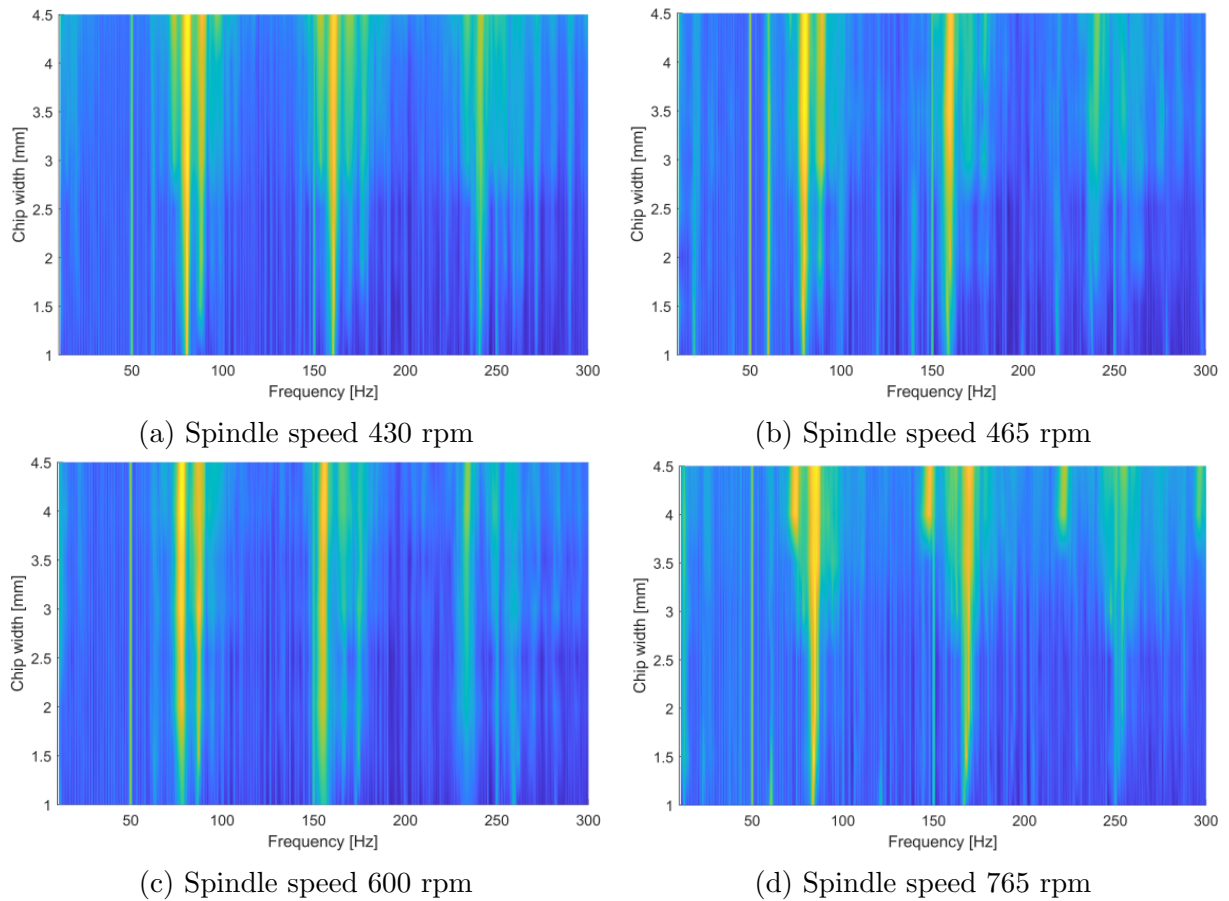 4.5
4
3.5
3
2.5
2
1.5
1
Chip width [mm]
50 100 150 200 250 300
Frequency [Hz]
(a) Spindle speed 430 rpm
4.5
4
3.5
3
2.5
2
1.5
1
Chip width [mm]
50 100 150 200 250 300
Frequency [Hz]
(b) Spindle speed 465 rpm
4.5
4
3.5
3
2.5
2
1.5
1
Chip width [mm]
50 100 150 200 250 300
Frequency [Hz]
(c) Spindle speed 600 rpm
4.5
4
3.5
3
2.5
2
1.5
1
Chip width [mm]
50 100 150 200 250 300
Frequency [Hz]
(d) Spindle speed 765 rpm